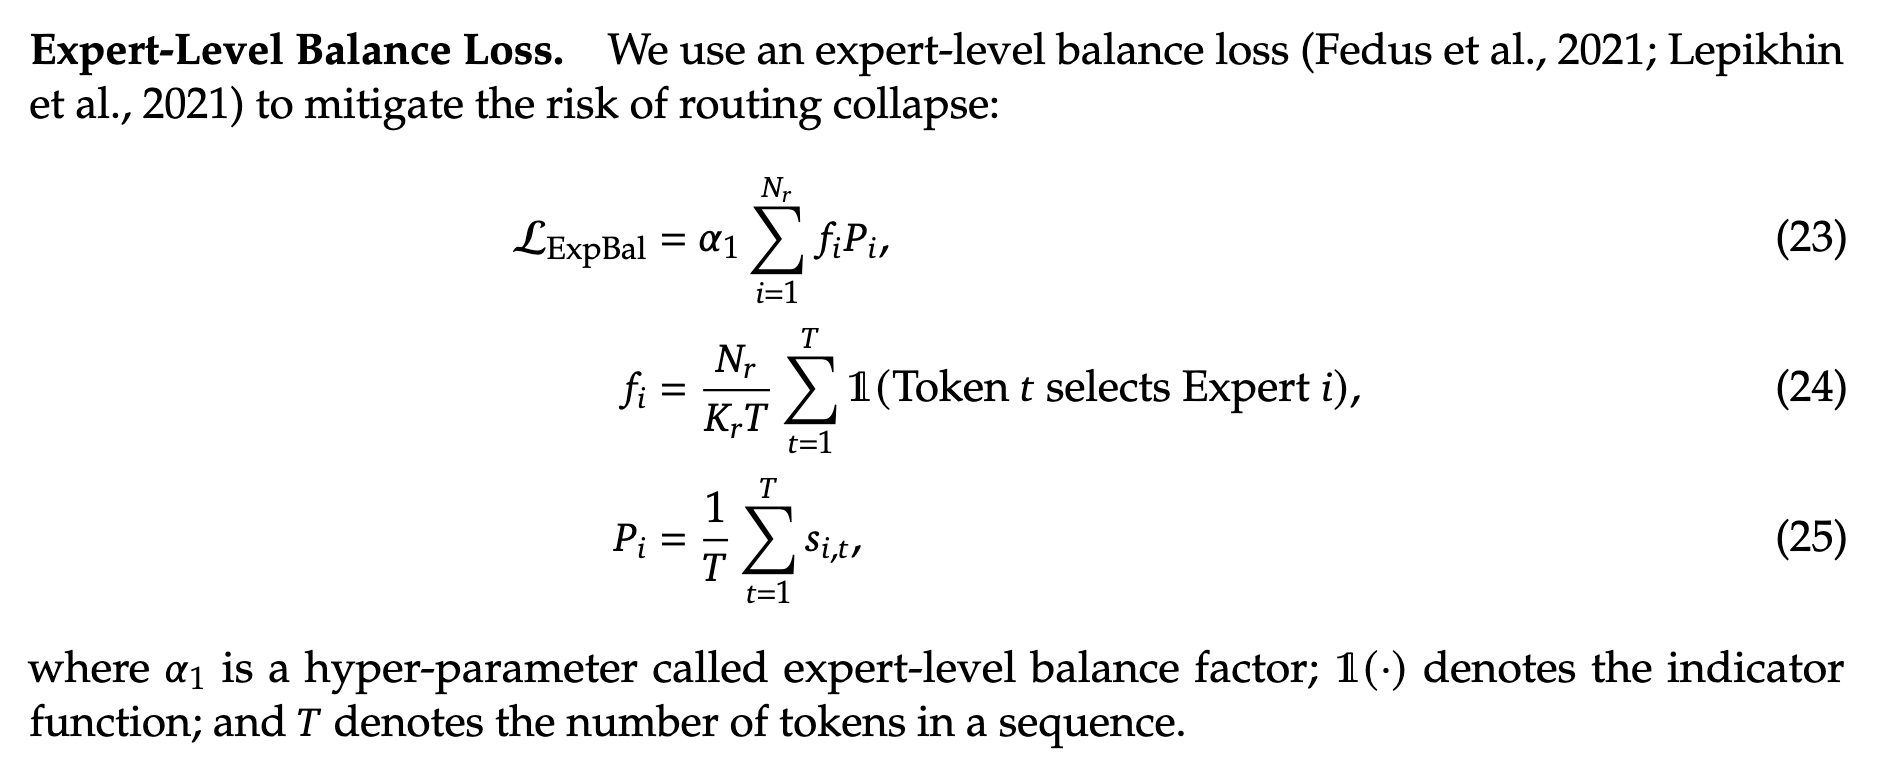 Expert-Level Balance Loss. We use an expert-level balance loss (Fedus et al., 2021; Lepikhin
et al., 2021) to mitigate the risk of routing collapse:
$\mathcal{L}_{\text{ExpBal}} = \alpha_1 \sum_{i=1}^{N_r} f_i P_i,$ (23)
$f_i = \frac{N_r}{K_r T} \sum_{t=1}^{T} \mathbb{1}(\text{Token } t \text{ selects Expert } i),$ (24)
$P_i = \frac{1}{T} \sum_{t=1}^{T} s_{i,t},$ (25)
where $\alpha_1$ is a hyper-parameter called expert-level balance factor; $\mathbb{1}(\cdot)$ denotes the indicator
function; and $T$ denotes the number of tokens in a sequence.